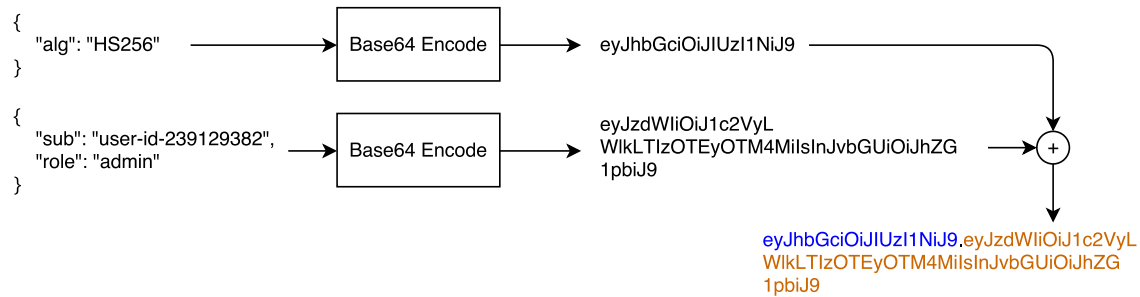 {
"alg": "HS256"
}
Base64 Encode
eyJhbGciOiJIUzI1NiJ9
{
"sub": "user-id-239129382",
"role": "admin"
}
Base64 Encode
eyJzdWIiOiJ1c2VyL
WlkLTIzOTEyOTM4MiIsInJvbGUiOiJhZG
1pbiJ9
+
eyJhbGciOiJIUzI1NiJ9.eyJzdWIiOiJ1c2VyL
WlkLTIzOTEyOTM4MiIsInJvbGUiOiJhZG
1pbiJ9